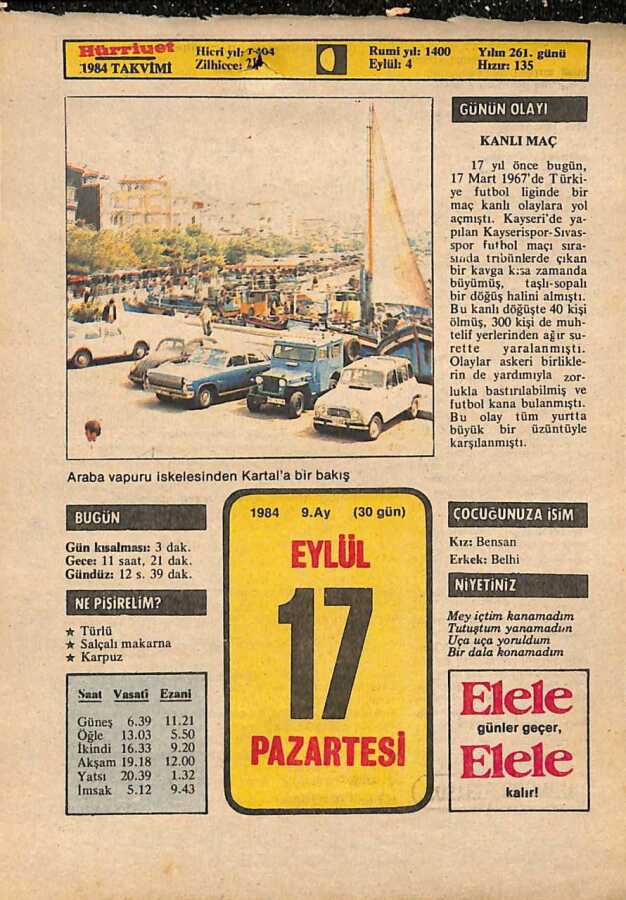 Hürriyet
1984 TAKVİMİ
Hicri yıl: 1404
Zilhicce:
Rumi yıl: 1400
Eylül: 4
Yılın 261. günü
Hızır: 135
GÜNÜN OLAYI
KANLI MAÇ
17 yıl önce bugün,
17 Mart 1967'de Türki-
ye futbol liginde bir
maç kanlı olaylara yol
açmıştı. Kayseri'de ya-
pılan Kayserispor-Sıvas-
spor futbol maçı sıra-
sında tribünlerde çıkan
bir kavga kısa zamanda
büyümüş, taşlı-sopalı
bir döğüş halini almıştı.
Bu kanlı döğüşte 40 kişi
ölmüş, 300 kişi de muh-
telif yerlerinden ağır su-
rette yaralanmıştı.
Olaylar askeri birlikle-
rin de yardımıyla zor-
lukla bastırılabilmiş ve
futbol kana bulanmıştı.
Bu olay tüm yurtta
büyük bir üzüntüyle
karşılanmıştı.
Araba vapuru iskelesinden Kartal'a bir bakış
BUGÜN
Gün kısalması: 3 dak.
Gece: 11 saat, 21 dak.
Gündüz: 12 s. 39 dak.
NE PİŞİRELİM?
★ Türlü
★ Salçalı makarna
★ Karpuz
Saat Vasati Ezani
Güneş 6.39 11.21
Öğle 13.03 5.50
İkindi 16.33 9.20
Akşam 19.18 12.00
Yatsı 20.39 1.32
İmsak 5.12 9.43
1984 9.Ay (30 gün)
EYLÜL
17
PAZARTESİ
ÇOCUĞUNUZA İSİM
Kız: Bensan
Erkek: Belhi
NİYETİNİZ
Mey içtim kanamadım
Tutuştum yanamadım
Uça uça yoruldum
Bir dala konamadım
Elele
günler geçer,
Elele
kalır!